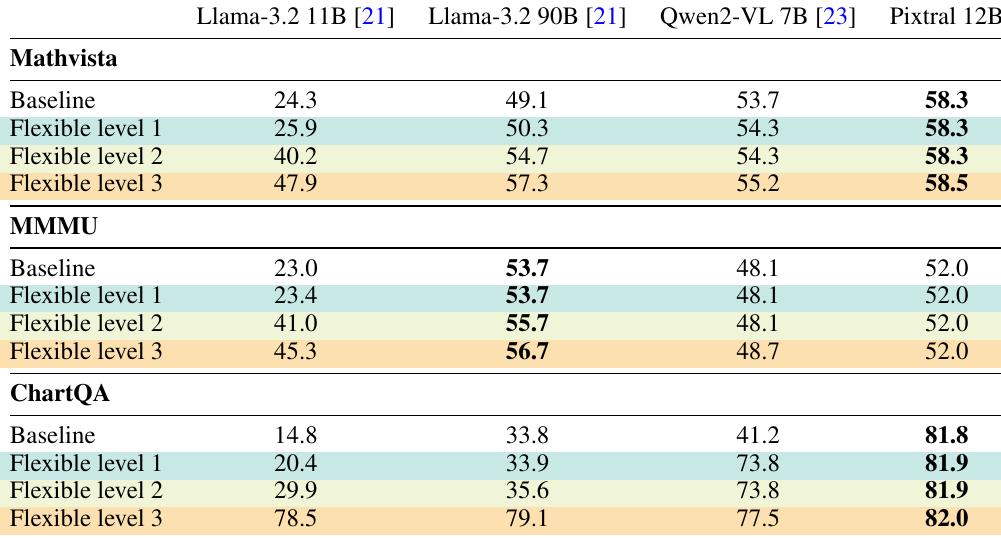 Llama-3.2 11B [21] Llama-3.2 90B [21] Qwen2-VL 7B [23] Pixtral 12B
Mathvista
Baseline 24.3 49.1 53.7 58.3
Flexible level 1 25.9 50.3 54.3 58.3
Flexible level 2 40.2 54.7 54.3 58.3
Flexible level 3 47.9 57.3 55.2 58.5
MMMU
Baseline 23.0 53.7 48.1 52.0
Flexible level 1 23.4 53.7 48.1 52.0
Flexible level 2 41.0 55.7 48.1 52.0
Flexible level 3 45.3 56.7 48.7 52.0
ChartQA
Baseline 14.8 33.8 41.2 81.8
Flexible level 1 20.4 33.9 73.8 81.9
Flexible level 2 29.9 35.6 73.8 81.9
Flexible level 3 78.5 79.1 77.5 82.0